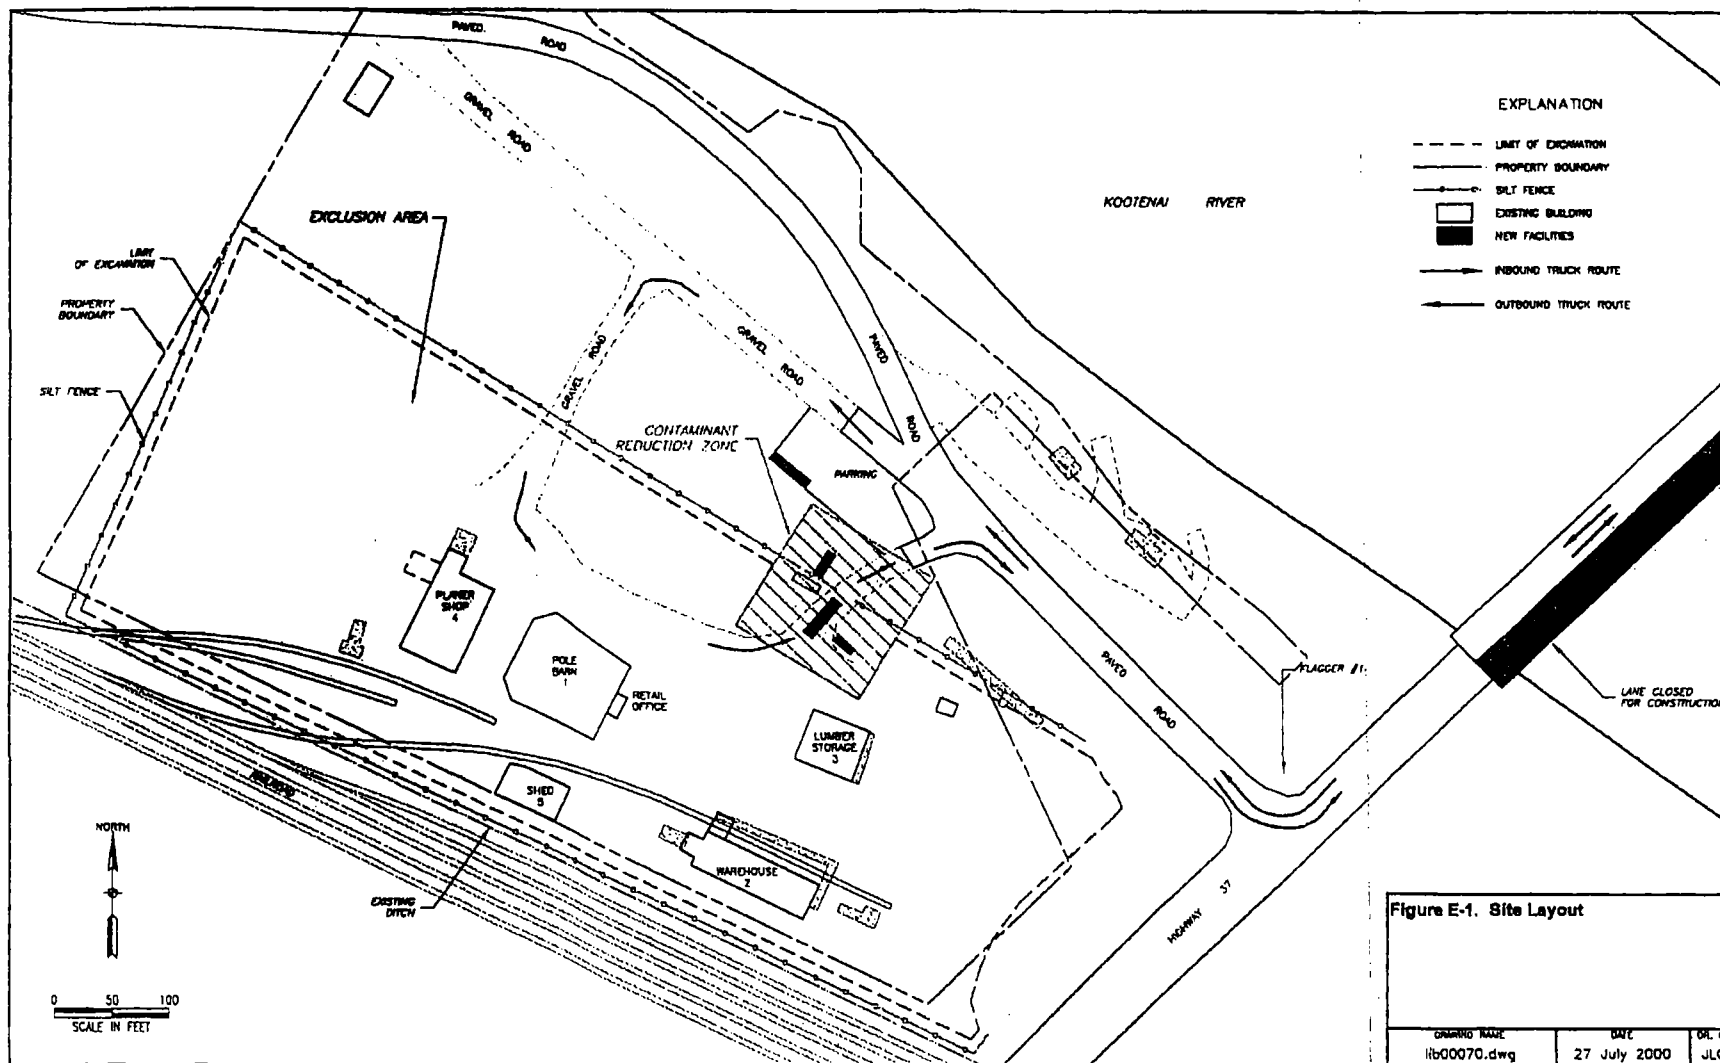 PAVED ROAD
GRAVEL ROAD
EXPLANATION
LIMIT OF EXCAVATION
PROPERTY BOUNDARY
SILT FENCE
EXISTING BUILDING
NEW FACILITIES
INBOUND TRUCK ROUTE
OUTBOUND TRUCK ROUTE
KOOTENAI RIVER
EXCLUSION AREA
LIMIT
OF EXCAVATION
PROPERTY
BOUNDARY
SILT FENCE
GRAVEL ROAD
GRAVEL ROAD
PAVED ROAD
CONTAMINANT
REDUCTION ZONE
PARKING
PLANER
SHOP
4
POLE
BARN
1
RETAIL
OFFICE
LUMBER
STORAGE
3
SHED
5
WAREHOUSE
2
PAVED ROAD
FLAGGER #1
LANE CLOSED
FOR CONSTRUCTION
RAILROAD
EXISTING
DITCH
HIGHWAY 37
NORTH
0 50 100
SCALE IN FEET
Figure E-1. Site Layout
DRAWING NAME DATE
lib00070.dwg 27 July 2000